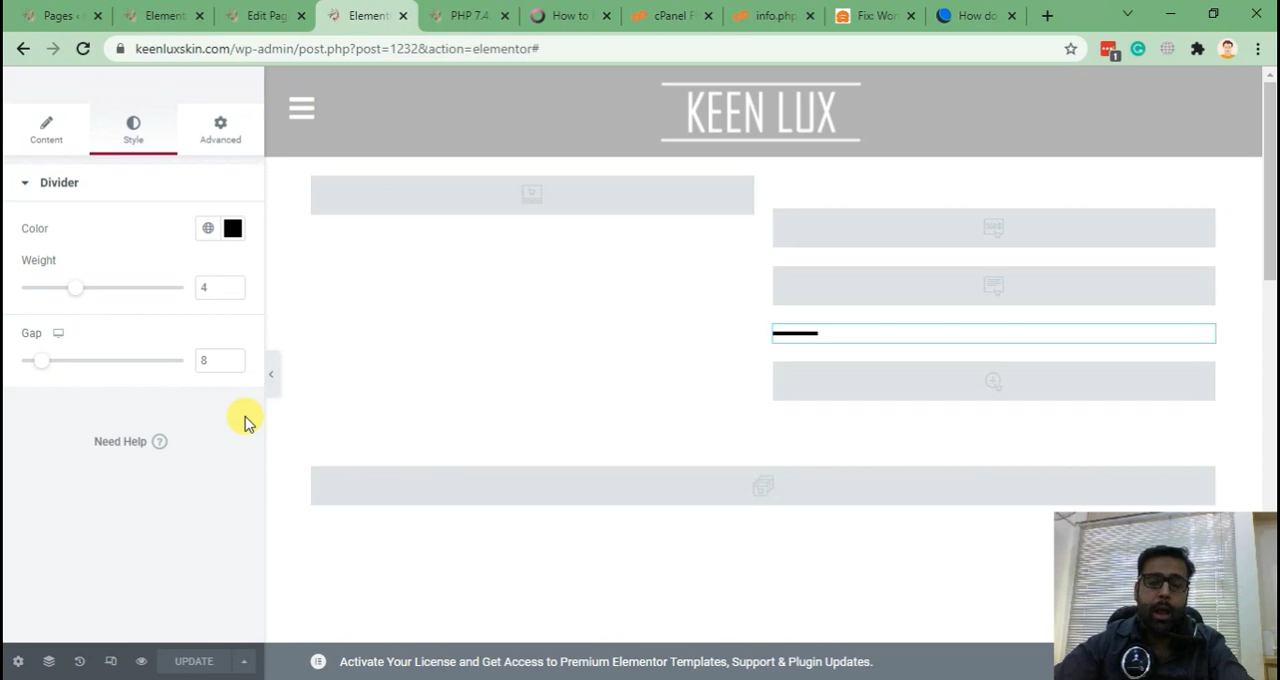 Pages ‹
Element
Edit Pag
Element
PHP 7.4.
How to
cPanel F
info.php
Fix: Wor
How do
keenluxskin.com/wp-admin/post.php?post=1232&action=elementor#
1
KEEN LUX
Content
Style
Advanced
Divider
Color
Weight
4
Gap
8
Need Help ?
UPDATE
Activate Your License and Get Access to Premium Elementor Templates, Support & Plugin Updates.